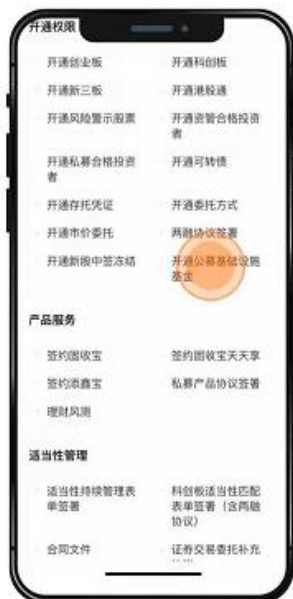 开通权限
开通创业板 开通科创板
开通新三板 开通港股通
开通风险警示股票 开通资管合格投资
者
开通私募合格投资 开通可转债
者
开通存托凭证 开通委托方式
开通市价委托 两融协议签署
开通新股中签冻结 开通公募基础设施
基金
产品服务
签约固收宝 签约固收宝天天享
签约添鑫宝 私募产品协议签署
理财风测
适当性管理
适当性持续管理表 科创板适当性匹配
单签署 表单签署（含两融
协议）
合同文件 证券交易委托补充